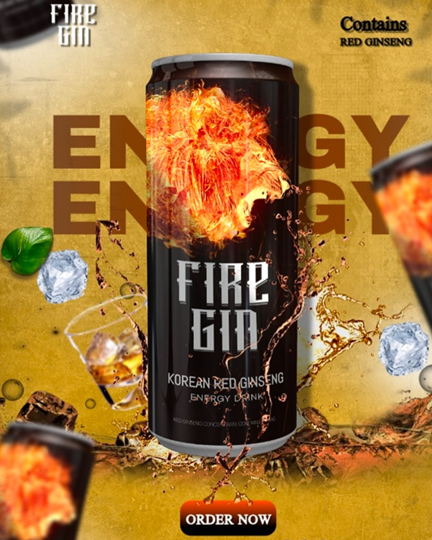 FIRE
GIN
Contains
RED GINSENG
ENERGY
ENERGY
FIRE
GIN
KOREAN RED GINSENG
ENERGY DRINK
ORDER NOW